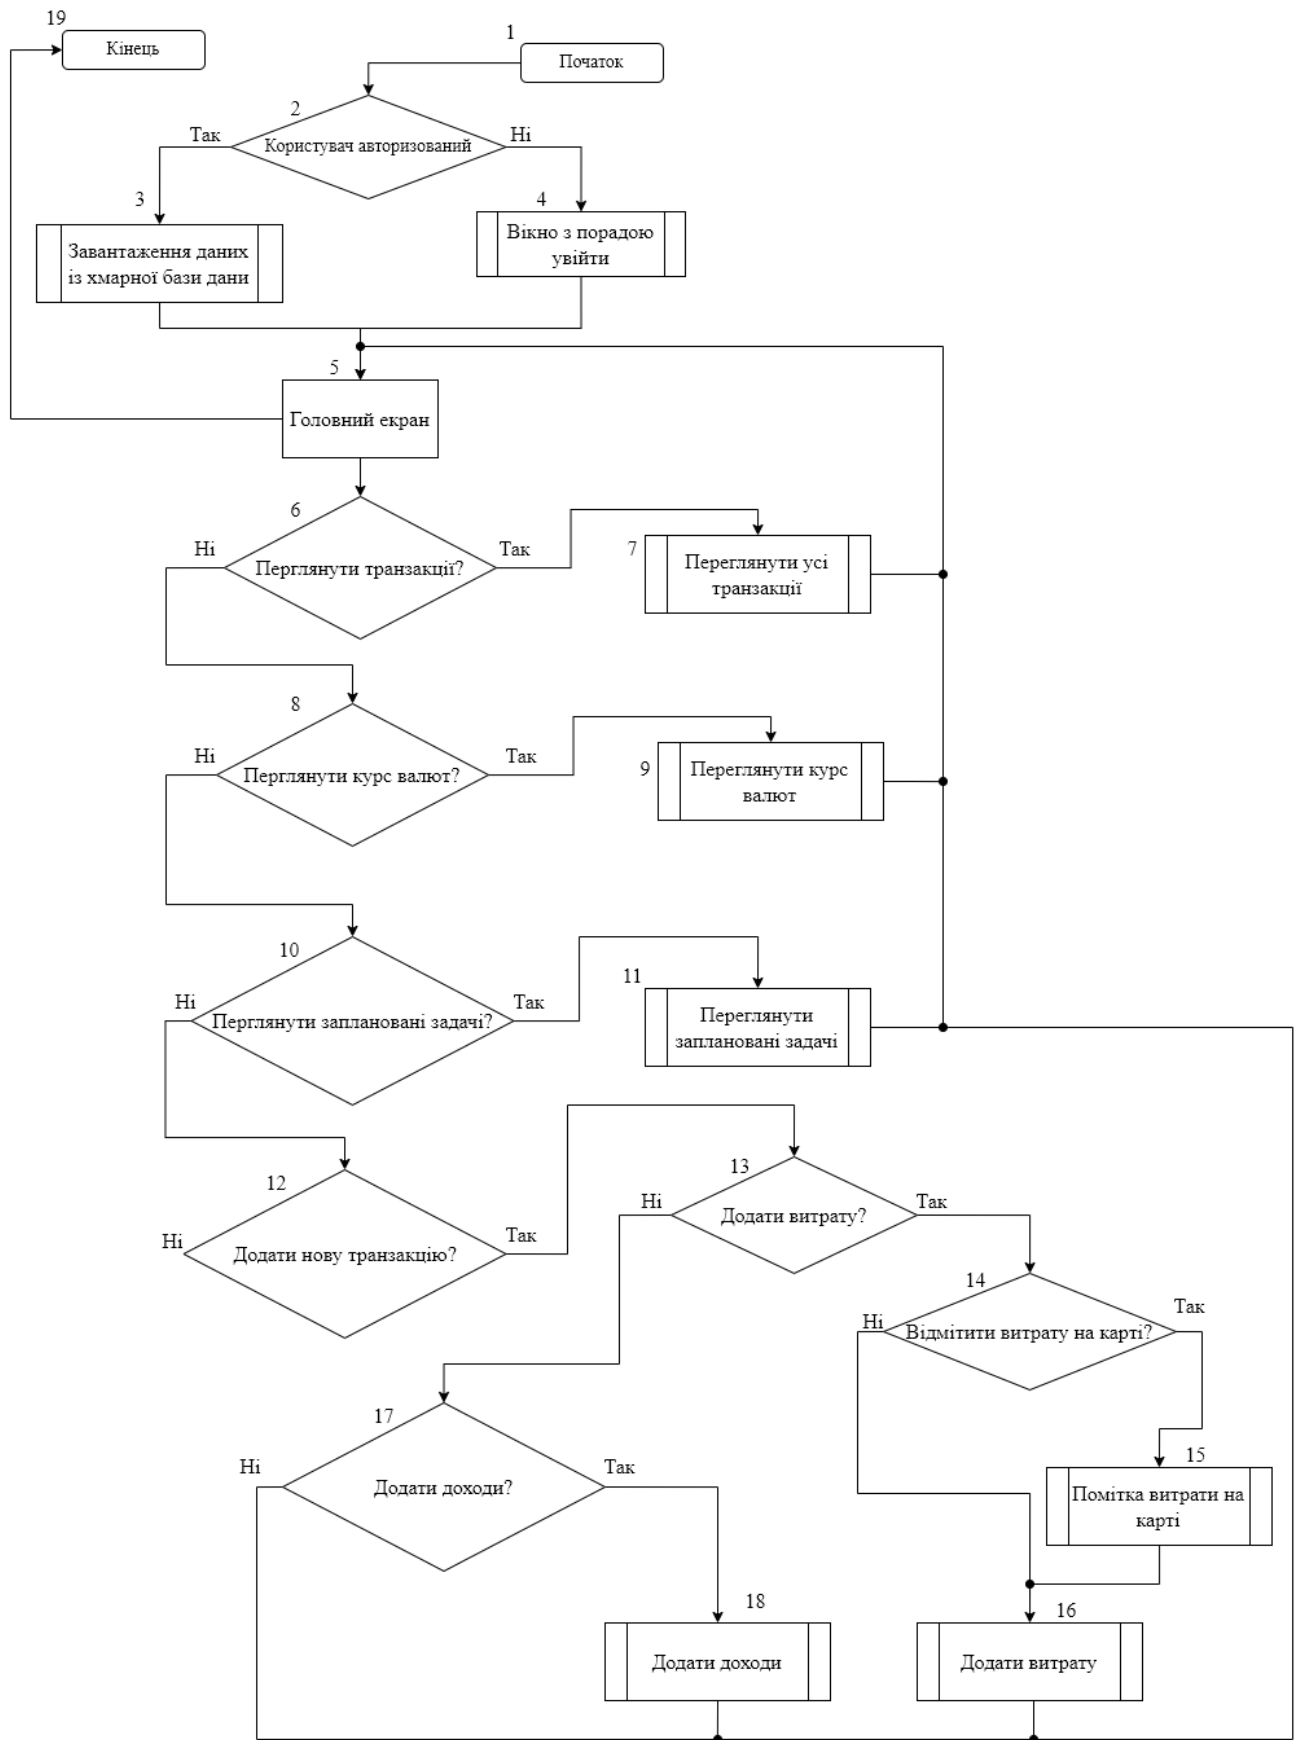 19
Кінець
1
Початок
2
Так
Ні
Користувач авторизований
3
4
Завантаження даних
із хмарної бази дани
Вікно з порадою
увійти
5
Головний екран
6
Ні
Так
Перглянути транзакції?
7
Переглянути усі
транзакції
8
Ні
Так
Перглянути курс валют?
9
Переглянути курс
валют
10
Ні
Так
Перглянути заплановані задачі?
11
Переглянути
заплановані задачі
12
Ні
Так
Додати нову транзакцію?
13
Ні
Так
Додати витрату?
14
Ні
Так
Відмітити витрату на карті?
15
Помітка витрати на
карті
17
Ні
Так
Додати доходи?
18
Додати доходи
16
Додати витрату